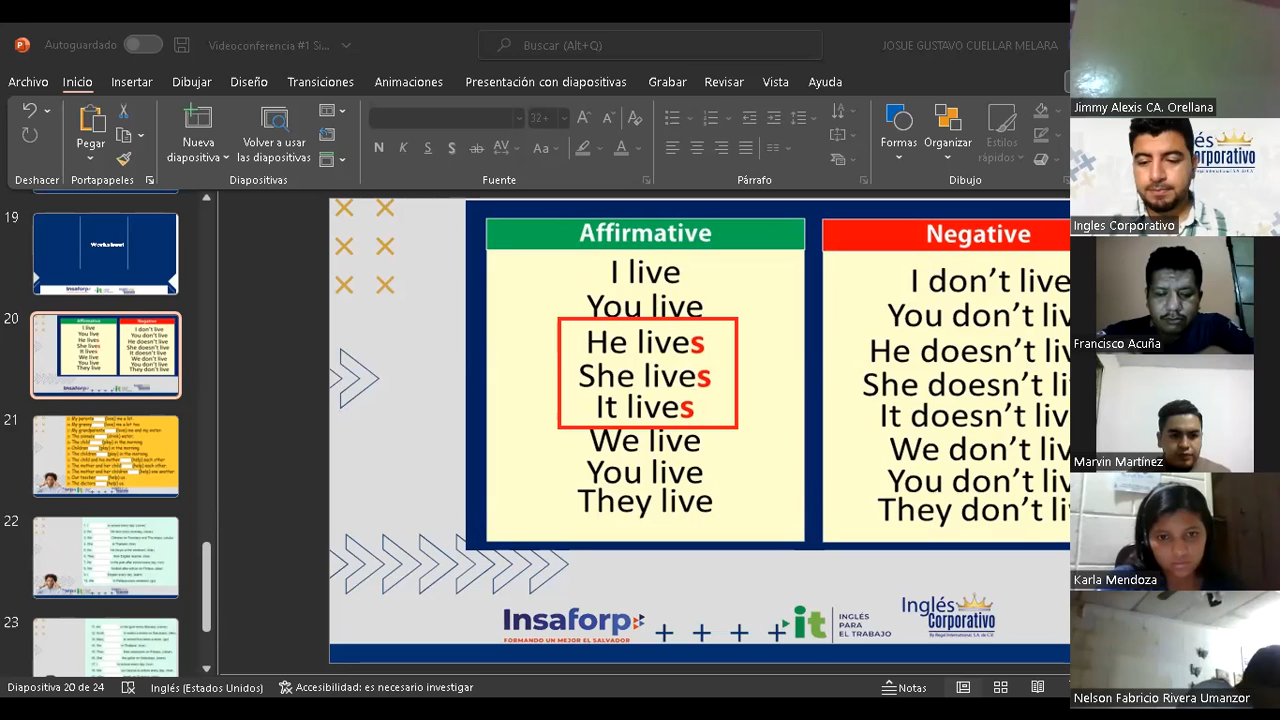 Autoguardado
Videoconferencia #1 Si...
Buscar (Alt+Q)
JOSUE GUSTAVO CUELLAR MELARA
Archivo Inicio Insertar Dibujar Diseño Transiciones Animaciones Presentación con diapositivas Grabar Revisar Vista Ayuda
Pegar
Nueva diapositiva
Volver a usar las diapositivas
32+
N K S S ab
Aa
Formas
Organizar
Estilos rápidos
Deshacer
Portapapeles
Diapositivas
Párrafo
Dibujo
19
20
21
22
23
Affirmative
I live
You live
He lives
She lives
It lives
We live
You live
They live
Negative
I don't live
You don't liv
He doesn't li
She doesn't li
It doesn't liv
We don't liv
You don't liv
They don't li
Insaforp
FORMANDO UN MEJOR EL SALVADOR
it
INGLÉS
PARA
EL TRABAJO
Inglés
Corporativo
Diapositiva 20 de 24
Inglés (Estados Unidos)
Accesibilidad: es necesario investigar
Notas
Jimmy Alexis CA. Orellana
Ingles Corporativo
Francisco Acuña
Marvin Martínez
Karla Mendoza
Nelson Fabricio Rivera Umanzor